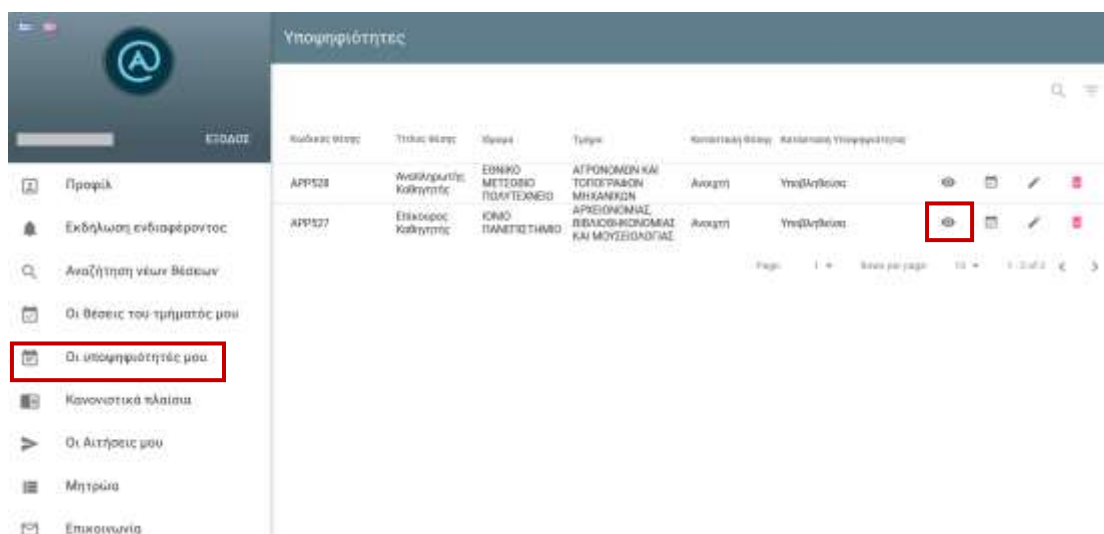 Υποψηφιότητες
ΕΞΟΔΟΣ
Κωδικός θέσης Τίτλος θέσης Ίδρυμα Τμήμα Κατάσταση θέσης Κατάσταση Υποψηφιότητας
Προφίλ
APP528 Αναπληρωτής Καθηγητής ΕΘΝΙΚΟ ΜΕΤΣΟΒΙΟ ΠΟΛΥΤΕΧΝΕΙΟ ΑΓΡΟΝΟΜΩΝ ΚΑΙ ΤΟΠΟΓΡΑΦΩΝ ΜΗΧΑΝΙΚΩΝ Ανοιχτή Υποβληθείσα
Εκδήλωση ενδιαφέροντος
APP527 Επίκουρος Καθηγητής ΙΟΝΙΟ ΠΑΝΕΠΙΣΤΗΜΙΟ ΑΡΧΕΙΟΝΟΜΙΑΣ, ΒΙΒΛΙΟΘΗΚΟΝΟΜΙΑΣ ΚΑΙ ΜΟΥΣΕΙΟΛΟΓΙΑΣ Ανοιχτή Υποβληθείσα
Αναζήτηση νέων θέσεων
Page: 1 Rows per page: 10 1 - 2 of 2
Οι θέσεις του τμήματός μου
Οι υποψηφιότητές μου
Κανονιστικά πλαίσια
Οι Αιτήσεις μου
Μητρώα
Επικοινωνία